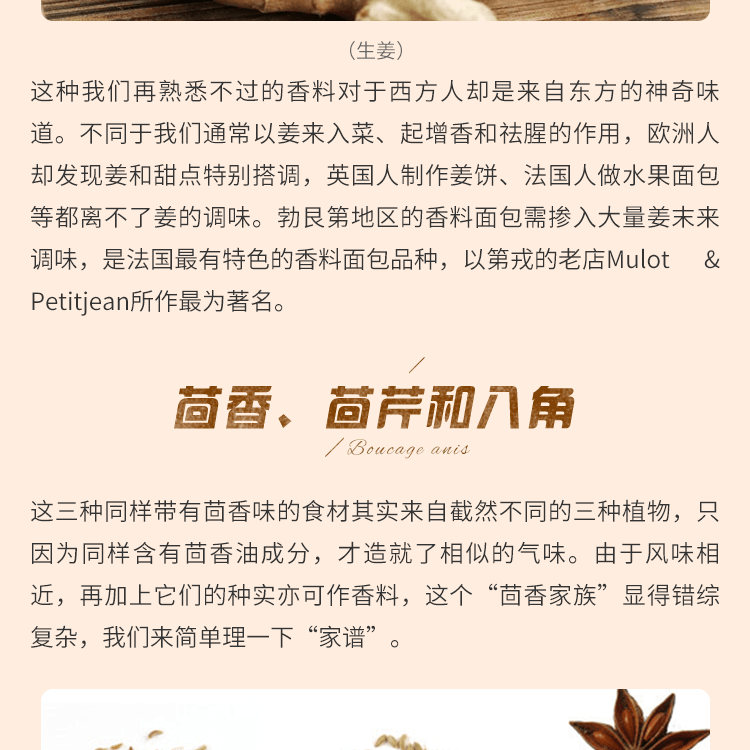 （生姜）
这种我们再熟悉不过的香料对于西方人却是来自东方的神奇味
道。不同于我们通常以姜来入菜、起增香和祛腥的作用，欧洲人
却发现姜和甜点特别搭调，英国人制作姜饼、法国人做水果面包
等都离不了姜的调味。勃艮第地区的香料面包需掺入大量姜末来
调味，是法国最有特色的香料面包品种，以第戎的老店Mulot &
Petitjean所作最为著名。
茴香、茴芹和八角
Boucage anis
这三种同样带有茴香味的食材其实来自截然不同的三种植物，只
因为同样含有茴香油成分，才造就了相似的气味。由于风味相
近，再加上它们的种实亦可作香料，这个“茴香家族”显得错综
复杂，我们来简单理一下“家谱”。